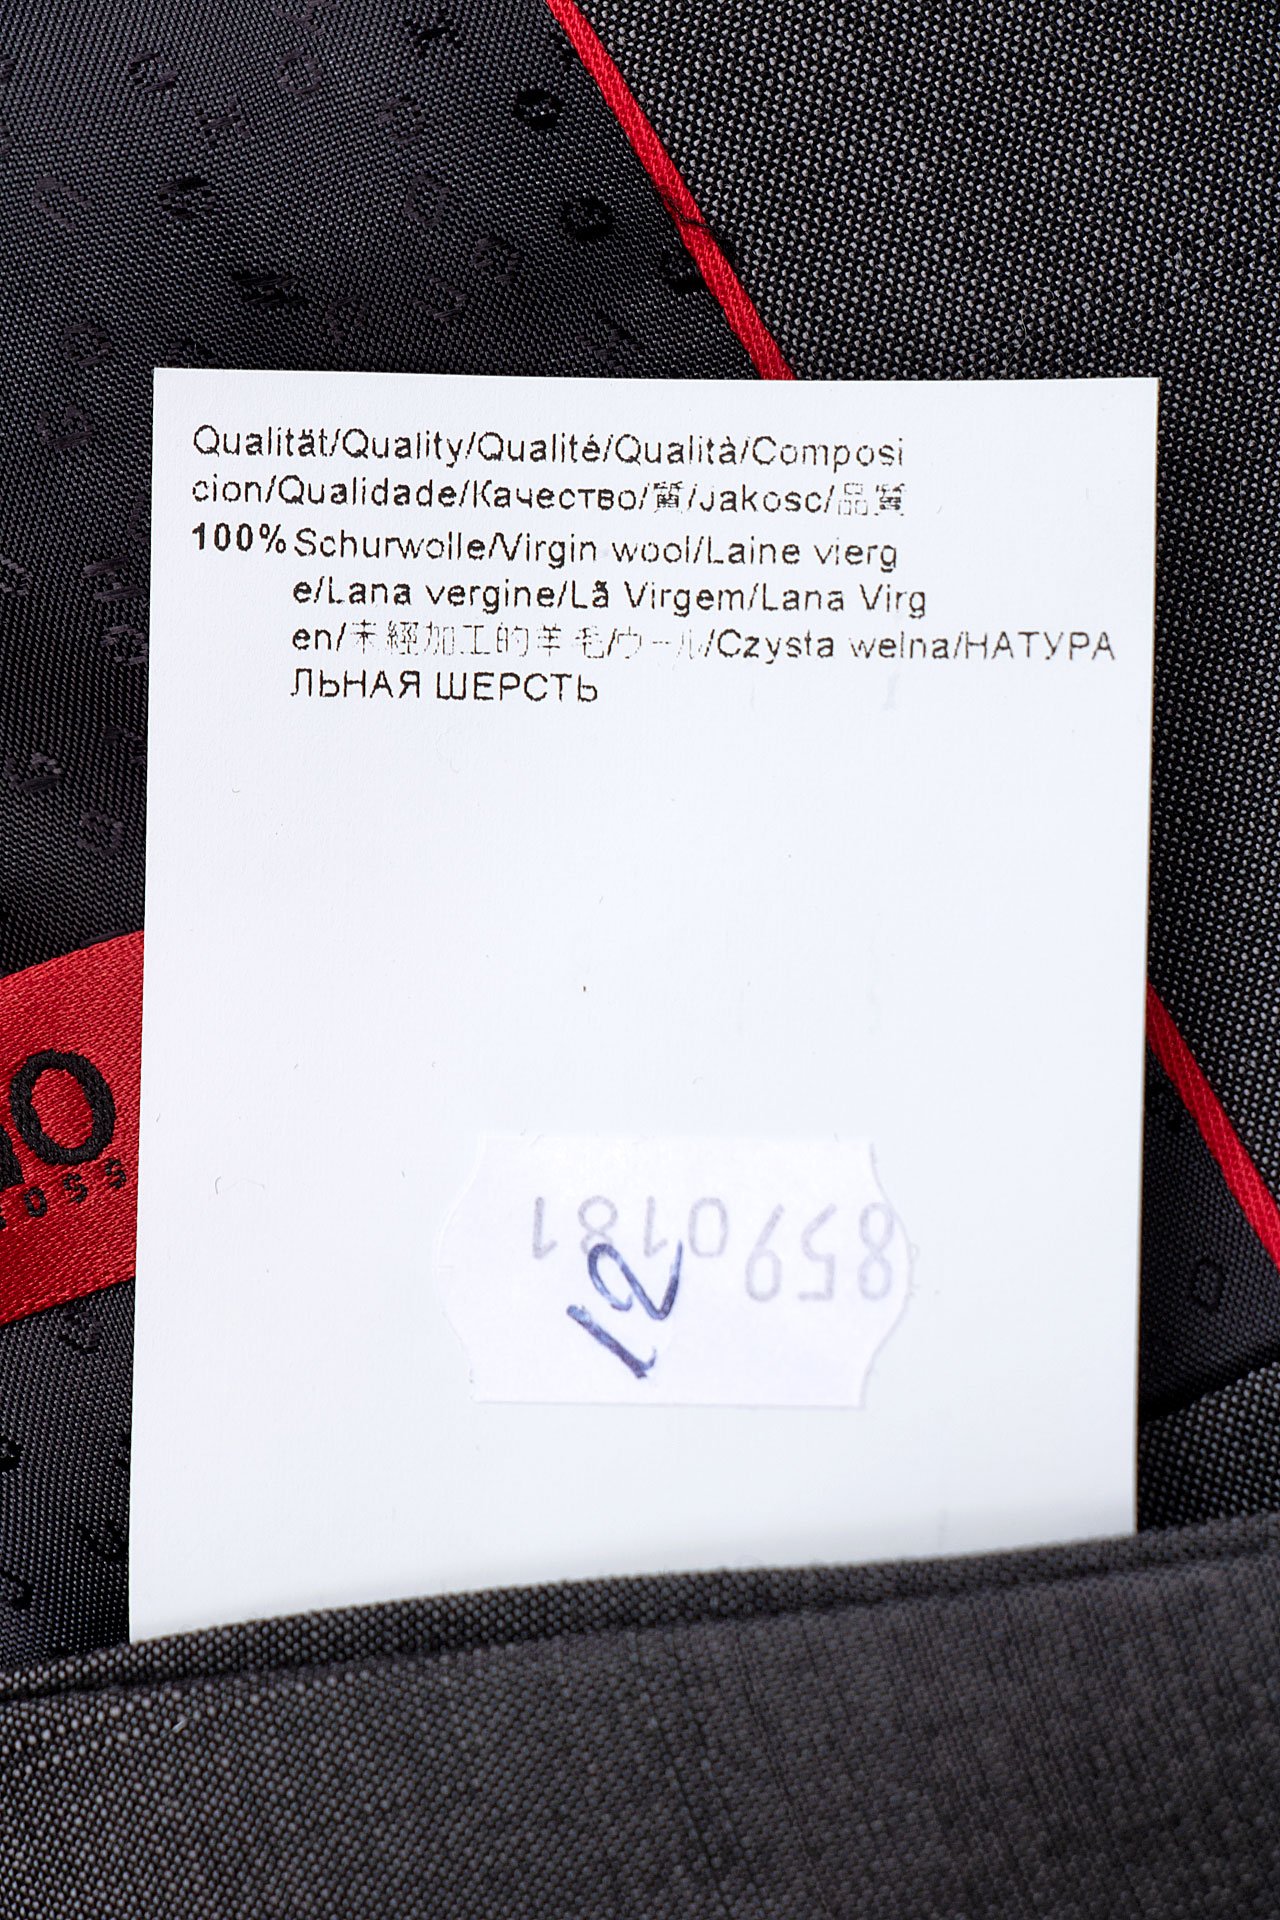 Qualität/Quality/Qualité/Qualità/Composi
cion/Qualidade/Качество/質/Jakosc/品質
100% Schurwolle/Virgin wool/Laine vierg
e/Lana vergine/Lã Virgem/Lana Virg
en/未經加工的羊毛/ウール/Czysta welna/НАТУРА
ЛЬНАЯ ШЕРСТЬ
8590181
12